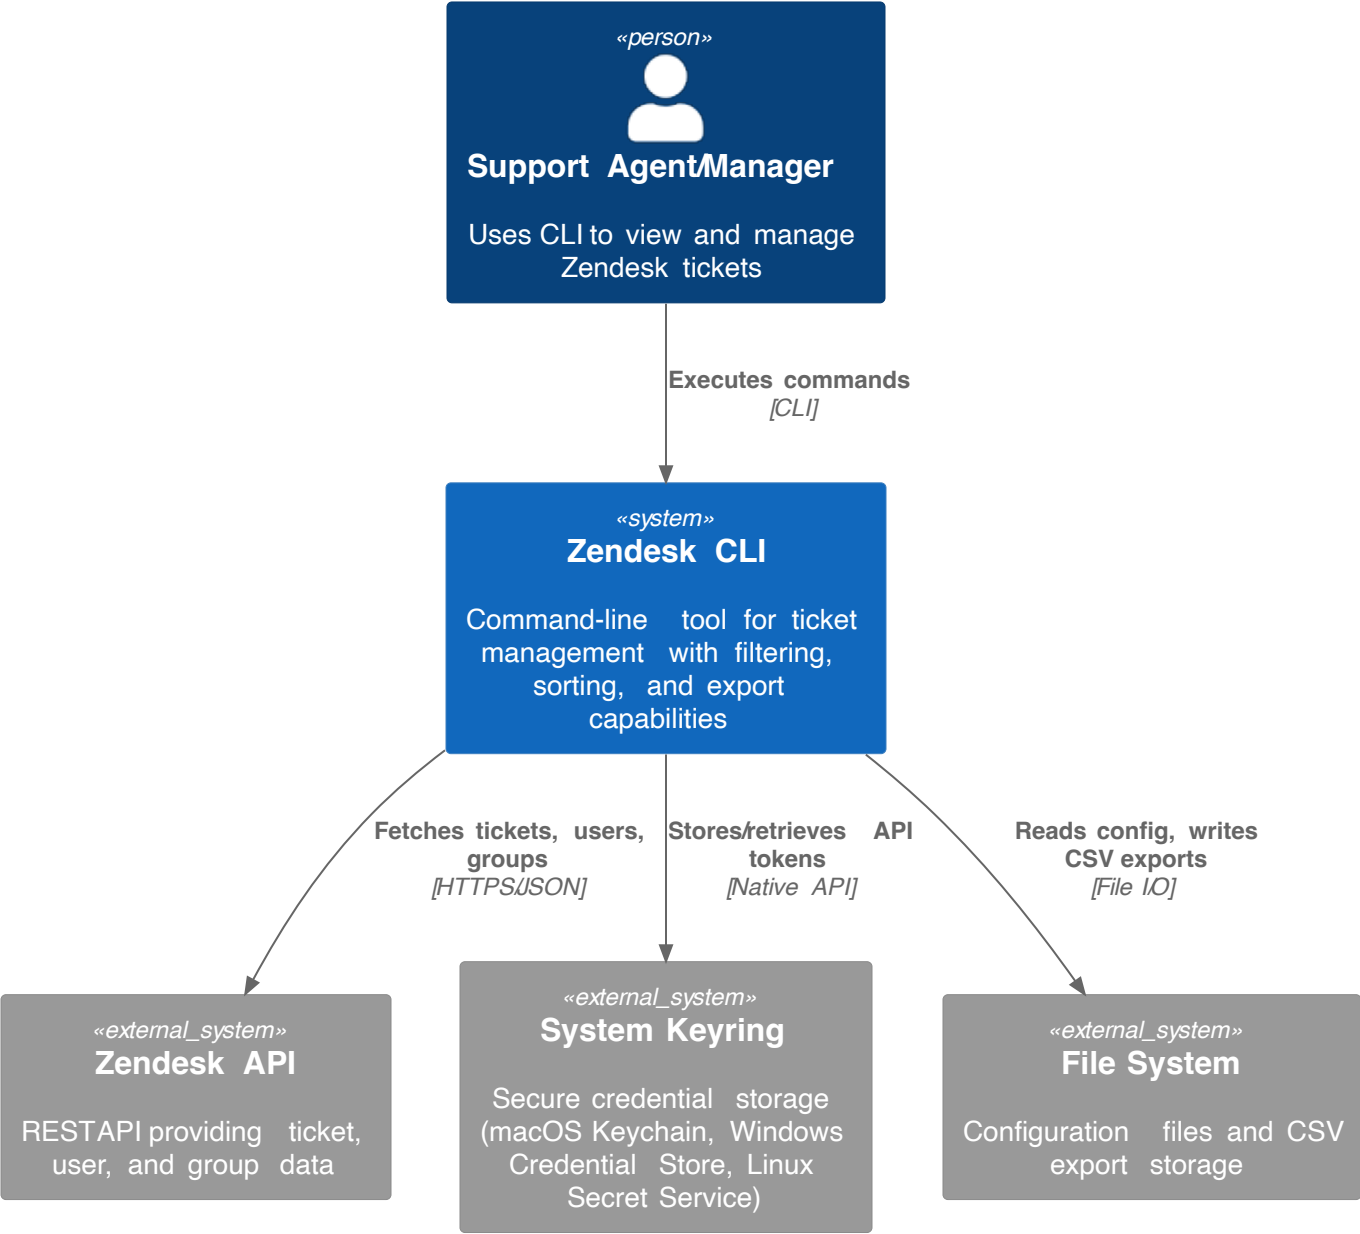 «person»
Support Agent/Manager
Uses CLI to view and manage
Zendesk tickets
Executes commands
[CLI]
«system»
Zendesk CLI
Command-line tool for ticket
management with filtering,
sorting, and export
capabilities
Fetches tickets, users,
groups
[HTTPS/JSON]
Stores/retrieves API
tokens
[Native API]
Reads config, writes
CSV exports
[File I/O]
«external_system»
Zendesk API
REST API providing ticket,
user, and group data
«external_system»
System Keyring
Secure credential storage
(macOS Keychain, Windows
Credential Store, Linux
Secret Service)
«external_system»
File System
Configuration files and CSV
export storage